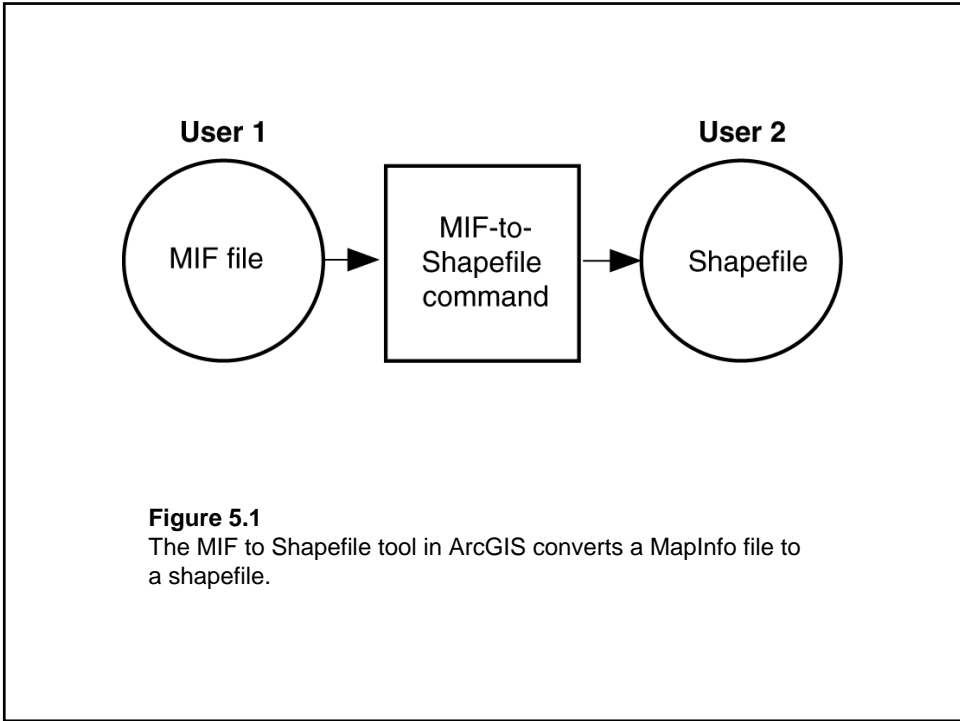 User 1
User 2
MIF file
MIF-to-
Shapefile
command
Shapefile
Figure 5.1
The MIF to Shapefile tool in ArcGIS converts a MapInfo file to
a shapefile.